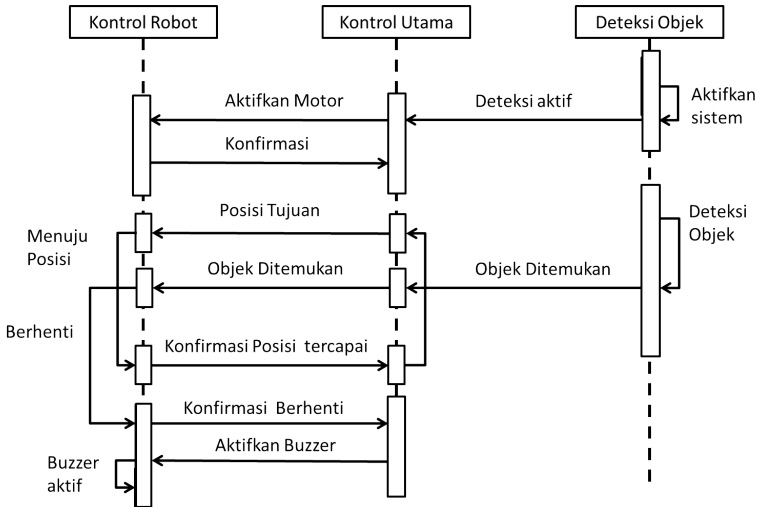 Kontrol Robot
Kontrol Utama
Deteksi Objek
Aktifkan Motor
Deteksi aktif
Aktifkan
sistem
Konfirmasi
Posisi Tujuan
Deteksi
Objek
Menuju
Posisi
Objek Ditemukan
Objek Ditemukan
Berhenti
Konfirmasi Posisi tercapai
Konfirmasi Berhenti
Aktifkan Buzzer
Buzzer
aktif